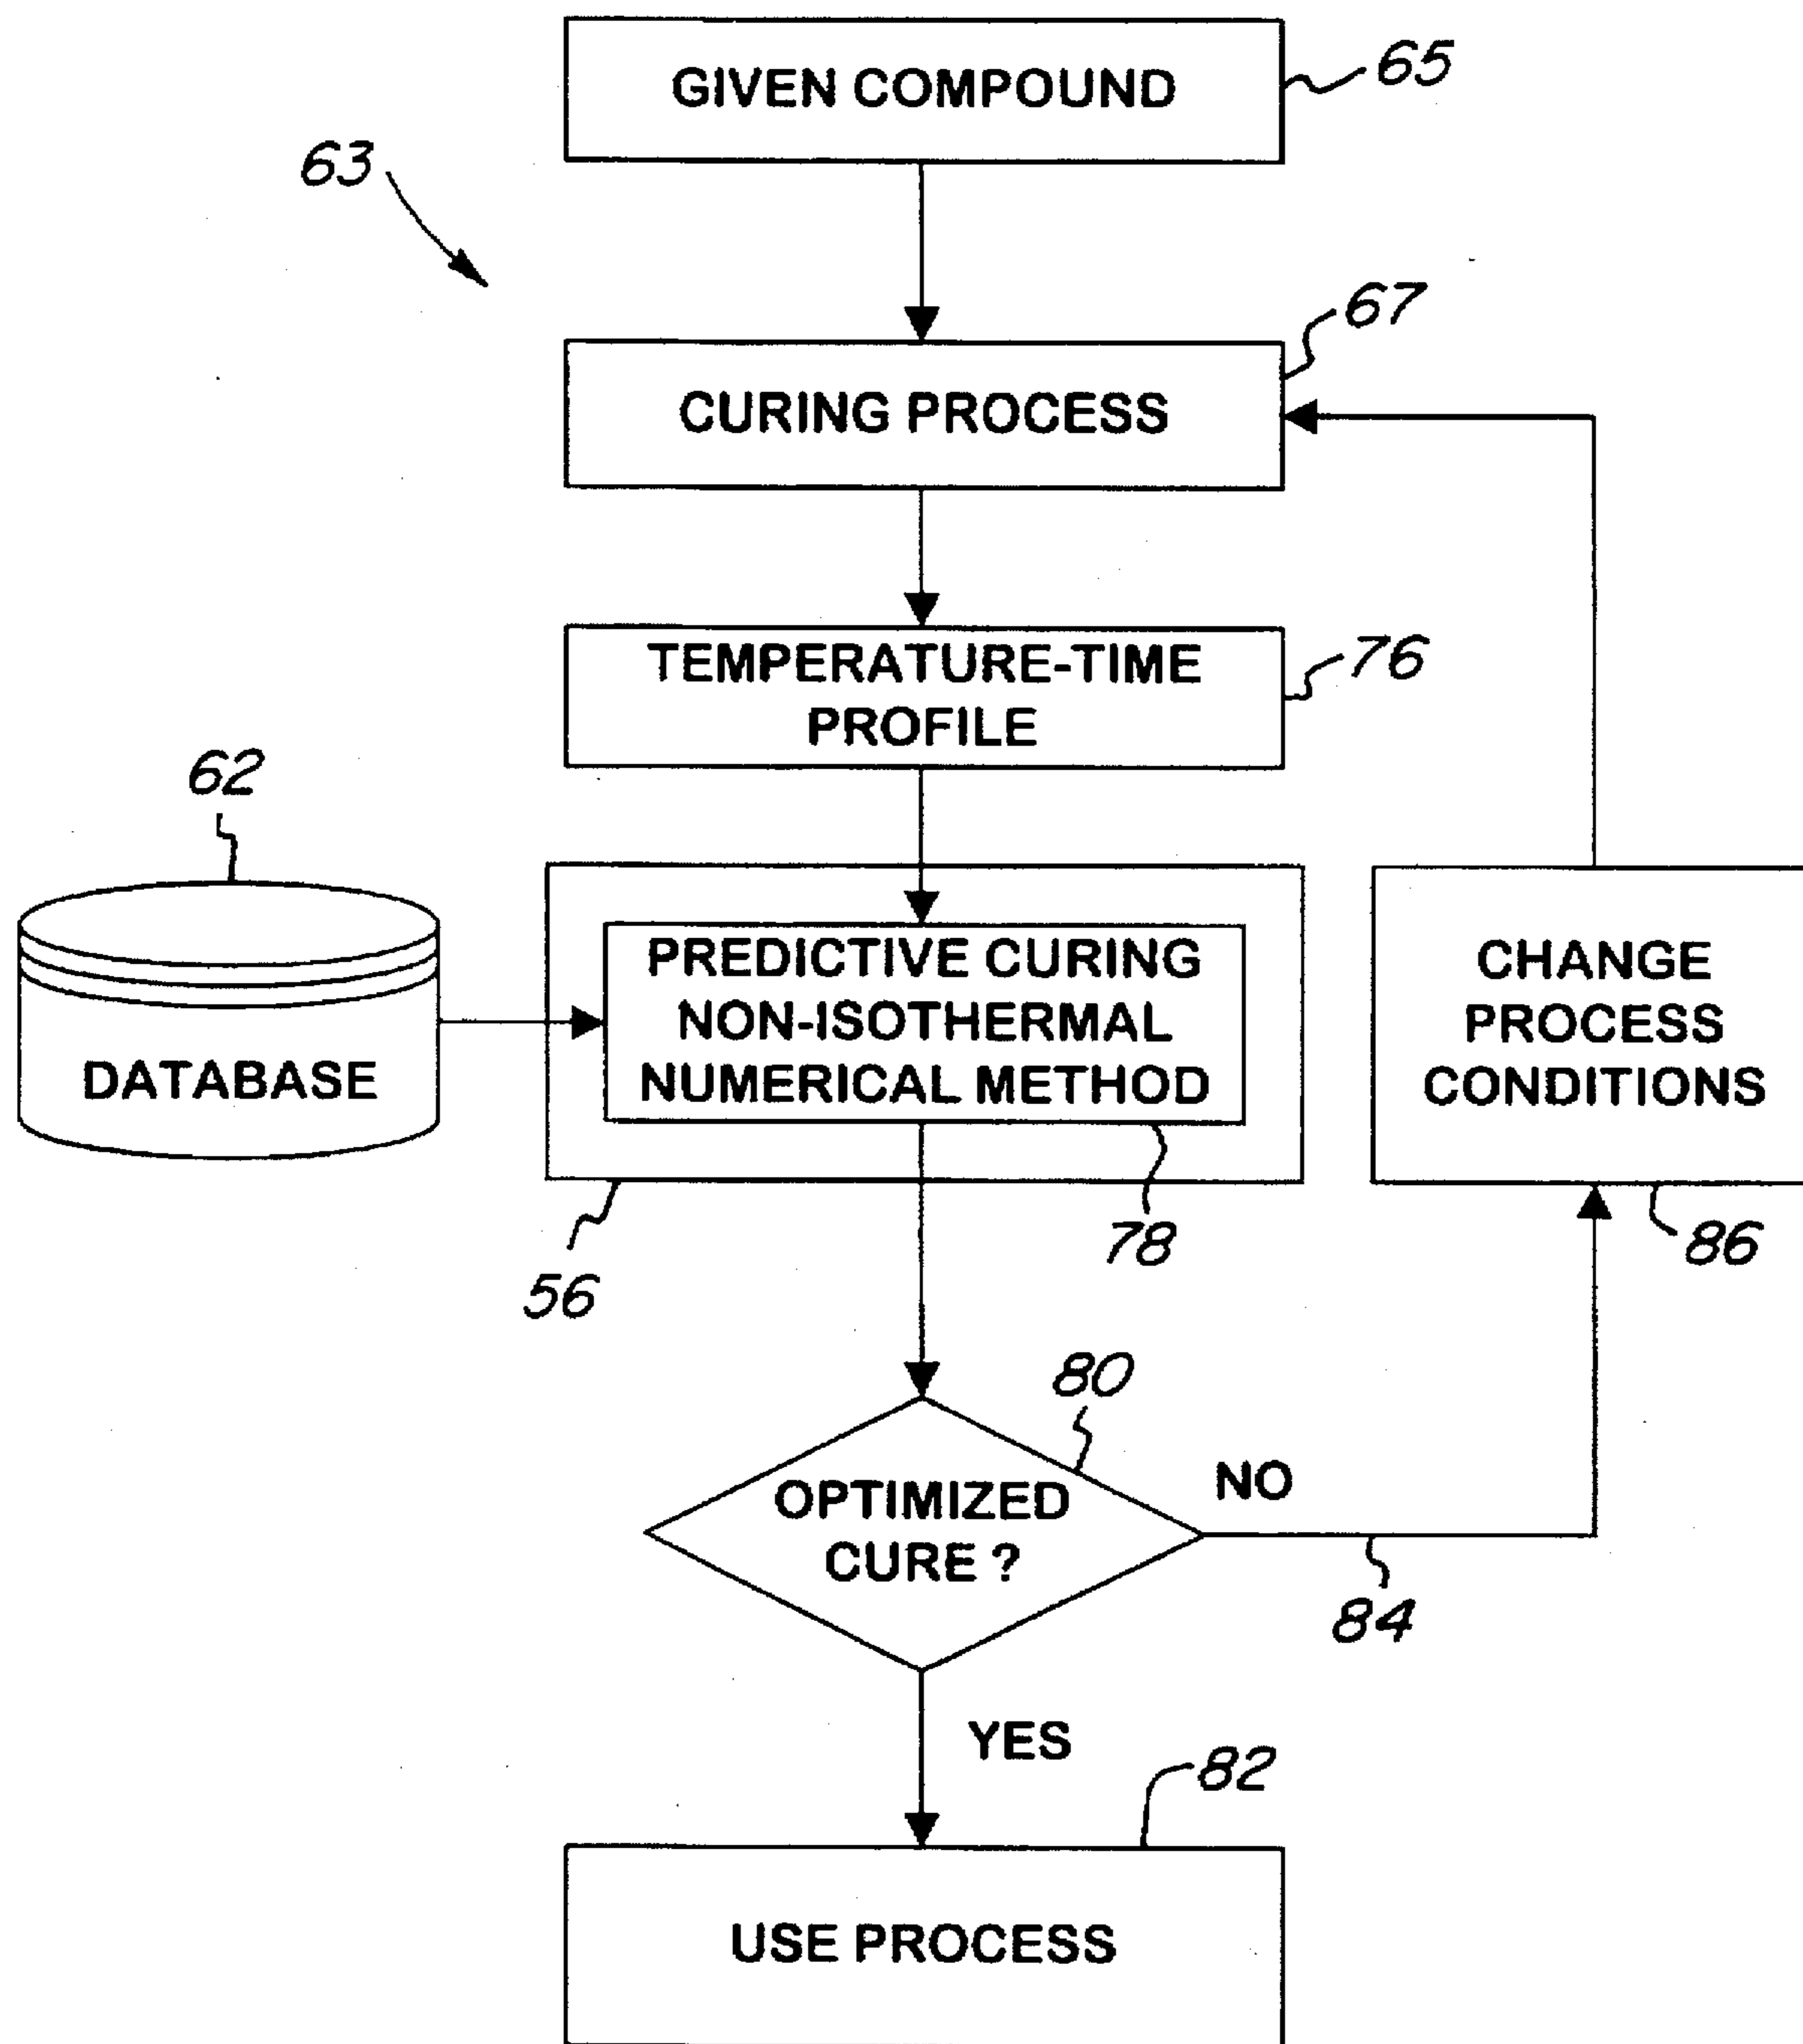 GIVEN COMPOUND
65
63
67
CURING PROCESS
TEMPERATURE-TIME
PROFILE
76
62
DATABASE
PREDICTIVE CURING
NON-ISOTHERMAL
NUMERICAL METHOD
CHANGE
PROCESS
CONDITIONS
56
78
86
80
OPTIMIZED
CURE ?
NO
84
YES
82
USE PROCESS